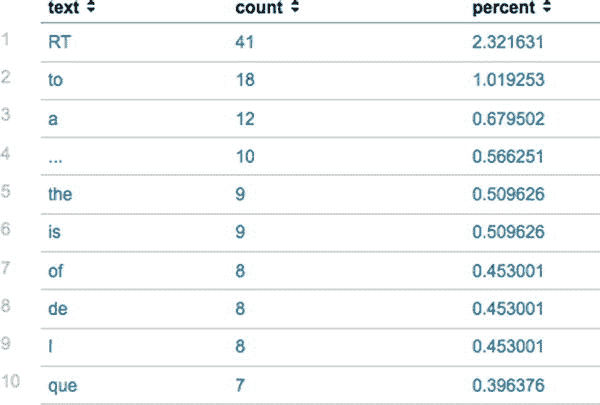 text count percent
1 RT 41 2.321631
2 to 18 1.019253
3 a 12 0.679502
4 ... 10 0.566251
5 the 9 0.509626
6 is 9 0.509626
7 of 8 0.453001
8 de 8 0.453001
9 I 8 0.453001
10 que 7 0.396376